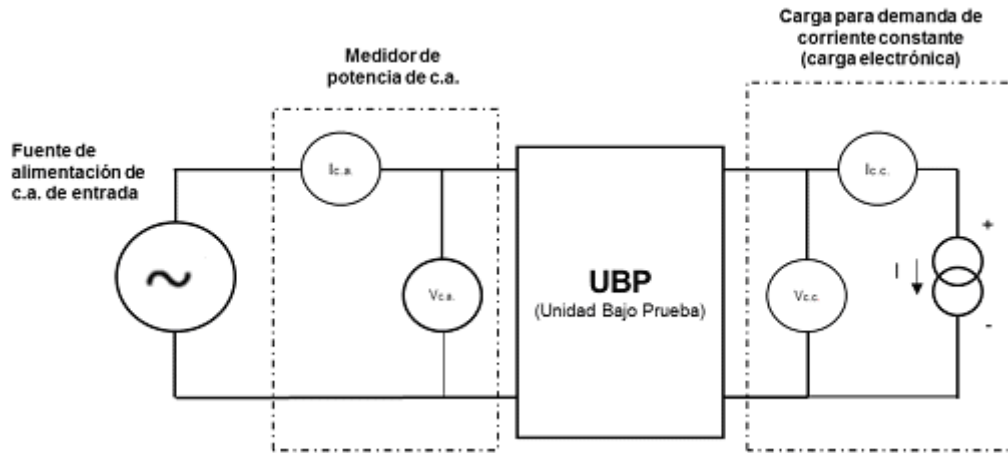 Carga para demanda de
corriente constante
(carga electrónica)
Medidor de
potencia de c.a.
Fuente de
alimentación de
c.a. de entrada
Ic.a.
Vc.a.
UBP
(Unidad Bajo Prueba)
Ic.c.
Vc.c.
I
+
-